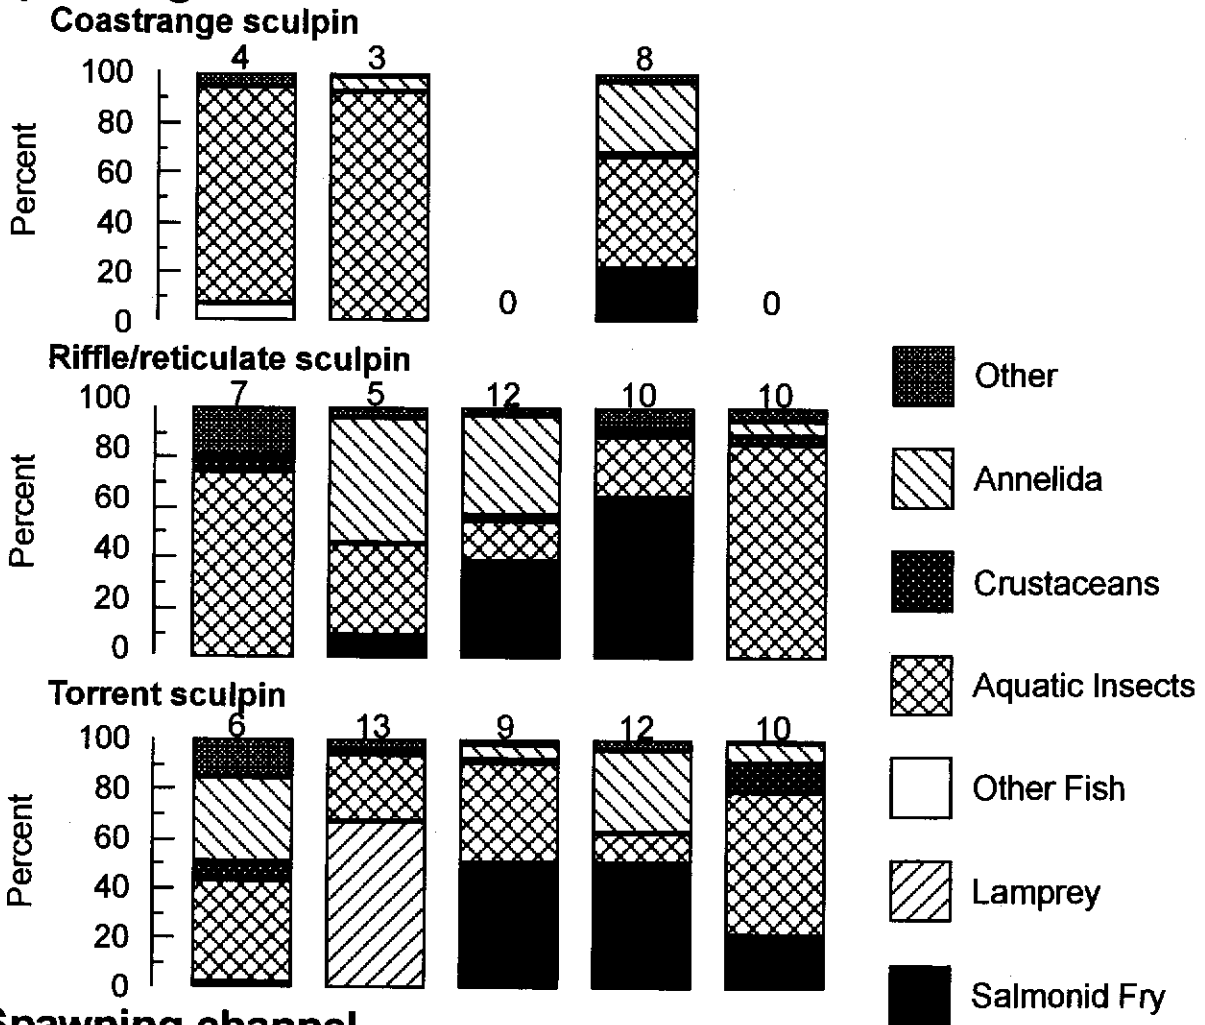 Coastrange sculpin
4 3 8
100
80
60
40
20
0
Percent
0 0
Riffle/reticulate sculpin
7 5 12 10 10
100
80
60
40
20
0
Percent
Torrent sculpin
6 13 9 12 10
100
80
60
40
20
0
Percent
Other
Annelida
Crustaceans
Aquatic Insects
Other Fish
Lamprey
Salmonid Fry
Spawning channel